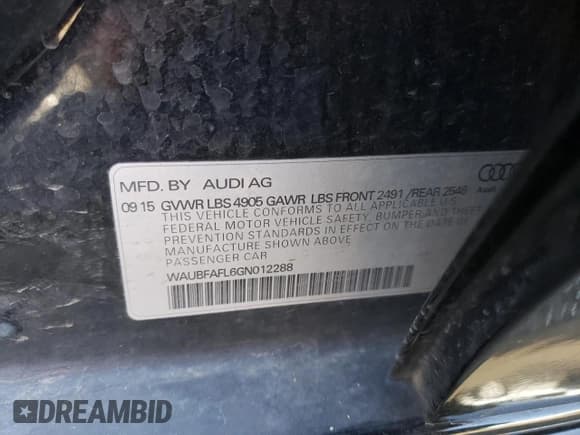 MFD. BY AUDI AG
09 15 GVWR LBS 4905 GAWR LBS FRONT 2491 /REAR 2546
THIS VEHICLE CONFORMS TO ALL APPLICABLE U.S.
FEDERAL MOTOR VEHICLE SAFETY, BUMPER AND THEFT
PREVENTION STANDARDS IN EFFECT ON THE DATE OF
MANUFACTURE SHOWN ABOVE
PASSENGER CAR
WAUBFAFL6GN012288
Audi
DREAMBID